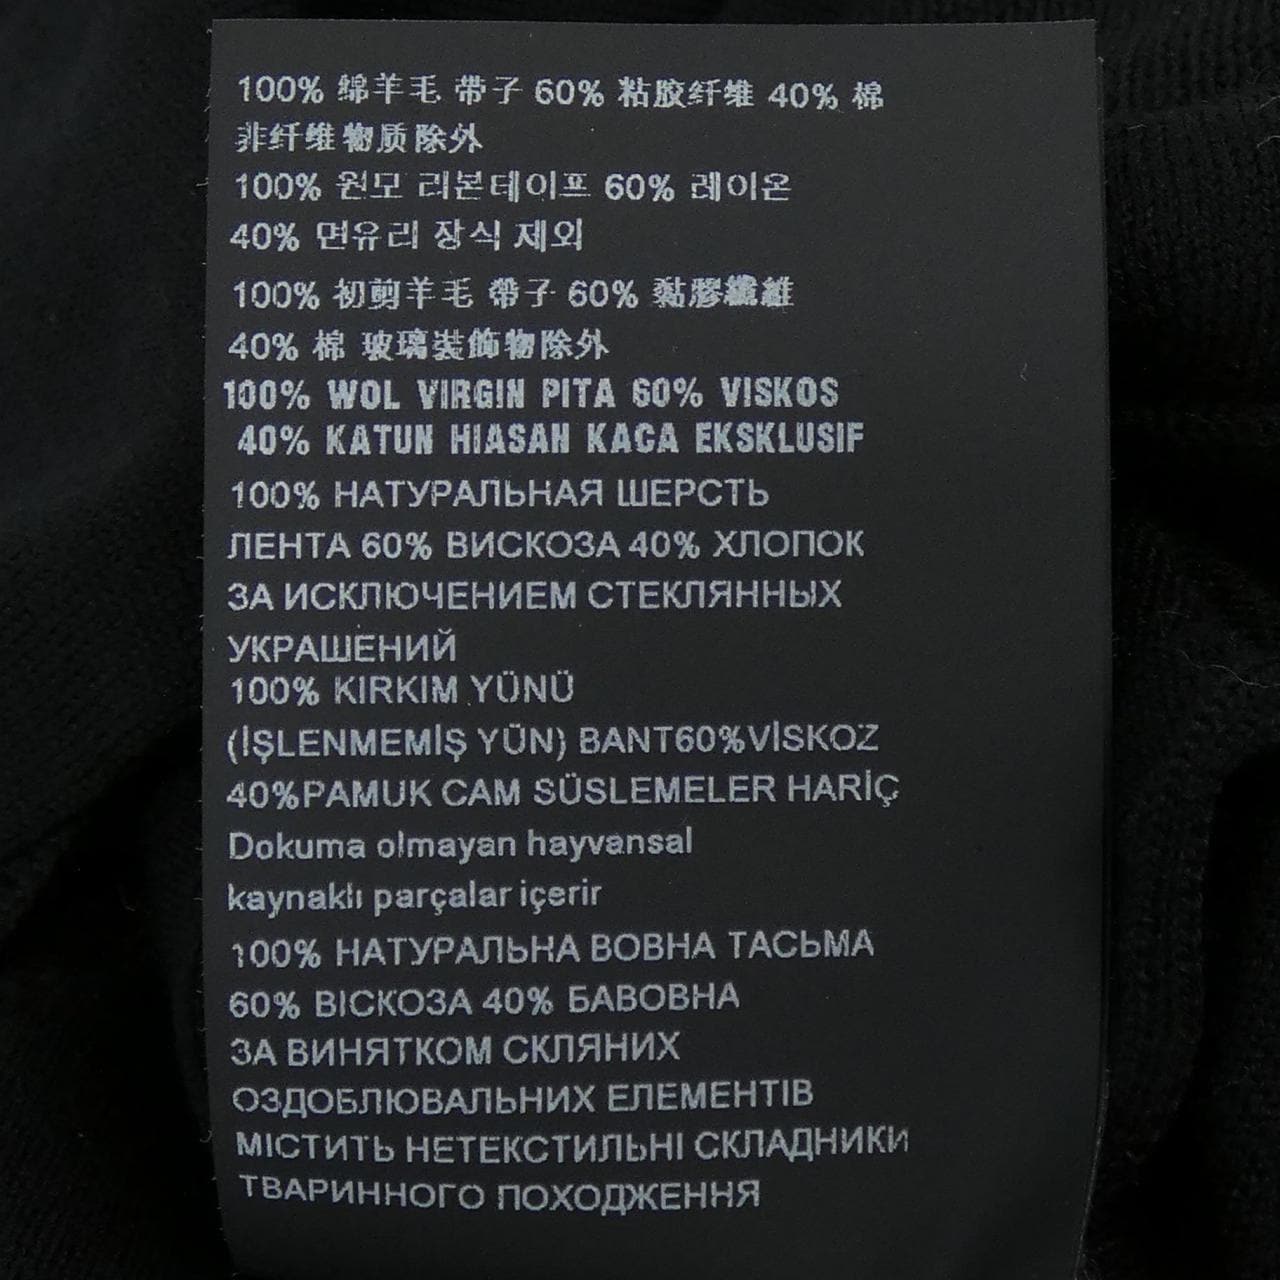 100% 绵羊毛 带子 60% 粘胶纤维 40% 棉
非纤维物质除外
100% 원모 리본테이프 60% 레이온
40% 면유리 장식 제외
100% 初剪羊毛 帶子 60% 黏膠纖維
40% 棉 玻璃裝飾物除外
100% WOL VIRGIN PITA 60% VISKOS
40% KATUN HIASAN KACA EKSKLUSIF
100% НАТУРАЛЬНАЯ ШЕРСТЬ
ЛЕНТА 60% ВИСКОЗА 40% ХЛОПОК
ЗА ИСКЛЮЧЕНИЕМ СТЕКЛЯННЫХ
УКРАШЕНИЙ
100% KIRKIM YÜNÜ
(İŞLENMEMİŞ YÜN) BANT60%VİSKOZ
40%PAMUK CAM SÜSLEMELER HARİÇ
Dokuma olmayan hayvansal
kaynaklı parçalar içerir
100% НАТУРАЛЬНА ВОВНА ТАСЬМА
60% ВІСКОЗА 40% БАВОВНА
ЗА ВИНЯТКОМ СКЛЯНИХ
ОЗДОБЛЮВАЛЬНИХ ЕЛЕМЕНТІВ
МІСТИТЬ НЕТЕКСТИЛЬНІ СКЛАДНИКИ
ТВАРИННОГО ПОХОДЖЕННЯ